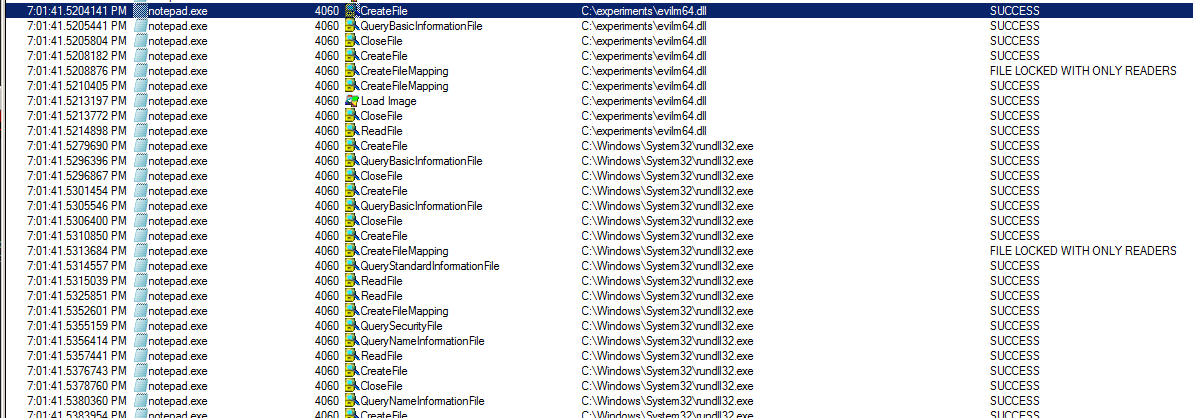 7:01:41.5204141 PM notepad.exe 4060 CreateFile C:\experiments\evilm64.dll SUCCESS
7:01:41.5205441 PM notepad.exe 4060 QueryBasicInformationFile C:\experiments\evilm64.dll SUCCESS
7:01:41.5205804 PM notepad.exe 4060 CloseFile C:\experiments\evilm64.dll SUCCESS
7:01:41.5208182 PM notepad.exe 4060 CreateFile C:\experiments\evilm64.dll SUCCESS
7:01:41.5208876 PM notepad.exe 4060 CreateFileMapping C:\experiments\evilm64.dll FILE LOCKED WITH ONLY READERS
7:01:41.5210405 PM notepad.exe 4060 CreateFileMapping C:\experiments\evilm64.dll SUCCESS
7:01:41.5213197 PM notepad.exe 4060 Load Image C:\experiments\evilm64.dll SUCCESS
7:01:41.5213772 PM notepad.exe 4060 CloseFile C:\experiments\evilm64.dll SUCCESS
7:01:41.5214898 PM notepad.exe 4060 ReadFile C:\experiments\evilm64.dll SUCCESS
7:01:41.5279690 PM notepad.exe 4060 CreateFile C:\Windows\System32\rundll32.exe SUCCESS
7:01:41.5296396 PM notepad.exe 4060 QueryBasicInformationFile C:\Windows\System32\rundll32.exe SUCCESS
7:01:41.5296867 PM notepad.exe 4060 CloseFile C:\Windows\System32\rundll32.exe SUCCESS
7:01:41.5301454 PM notepad.exe 4060 CreateFile C:\Windows\System32\rundll32.exe SUCCESS
7:01:41.5305546 PM notepad.exe 4060 QueryBasicInformationFile C:\Windows\System32\rundll32.exe SUCCESS
7:01:41.5306400 PM notepad.exe 4060 CloseFile C:\Windows\System32\rundll32.exe SUCCESS
7:01:41.5310850 PM notepad.exe 4060 CreateFile C:\Windows\System32\rundll32.exe SUCCESS
7:01:41.5313684 PM notepad.exe 4060 CreateFileMapping C:\Windows\System32\rundll32.exe FILE LOCKED WITH ONLY READERS
7:01:41.5314557 PM notepad.exe 4060 QueryStandardInformationFile C:\Windows\System32\rundll32.exe SUCCESS
7:01:41.5315039 PM notepad.exe 4060 ReadFile C:\Windows\System32\rundll32.exe SUCCESS
7:01:41.5325851 PM notepad.exe 4060 ReadFile C:\Windows\System32\rundll32.exe SUCCESS
7:01:41.5352601 PM notepad.exe 4060 CreateFileMapping C:\Windows\System32\rundll32.exe SUCCESS
7:01:41.5355159 PM notepad.exe 4060 QuerySecurityFile C:\Windows\System32\rundll32.exe SUCCESS
7:01:41.5356414 PM notepad.exe 4060 QueryNameInformationFile C:\Windows\System32\rundll32.exe SUCCESS
7:01:41.5357441 PM notepad.exe 4060 ReadFile C:\Windows\System32\rundll32.exe SUCCESS
7:01:41.5376743 PM notepad.exe 4060 CreateFile C:\Windows\System32\rundll32.exe SUCCESS
7:01:41.5378760 PM notepad.exe 4060 CloseFile C:\Windows\System32\rundll32.exe SUCCESS
7:01:41.5380360 PM notepad.exe 4060 QueryNameInformationFile C:\Windows\System32\rundll32.exe SUCCESS
7:01:41.5383954 PM notepad.exe 4060 CreateFile C:\Windows\System32\rundll32.exe SUCCESS